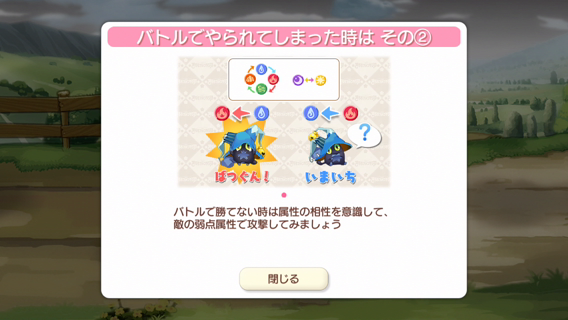 バトルでやられてしまった時は その②
ばつぐん!
いまいち
バトルで勝てない時は属性の相性を意識して、
敵の弱点属性で攻撃してみましょう
閉じる